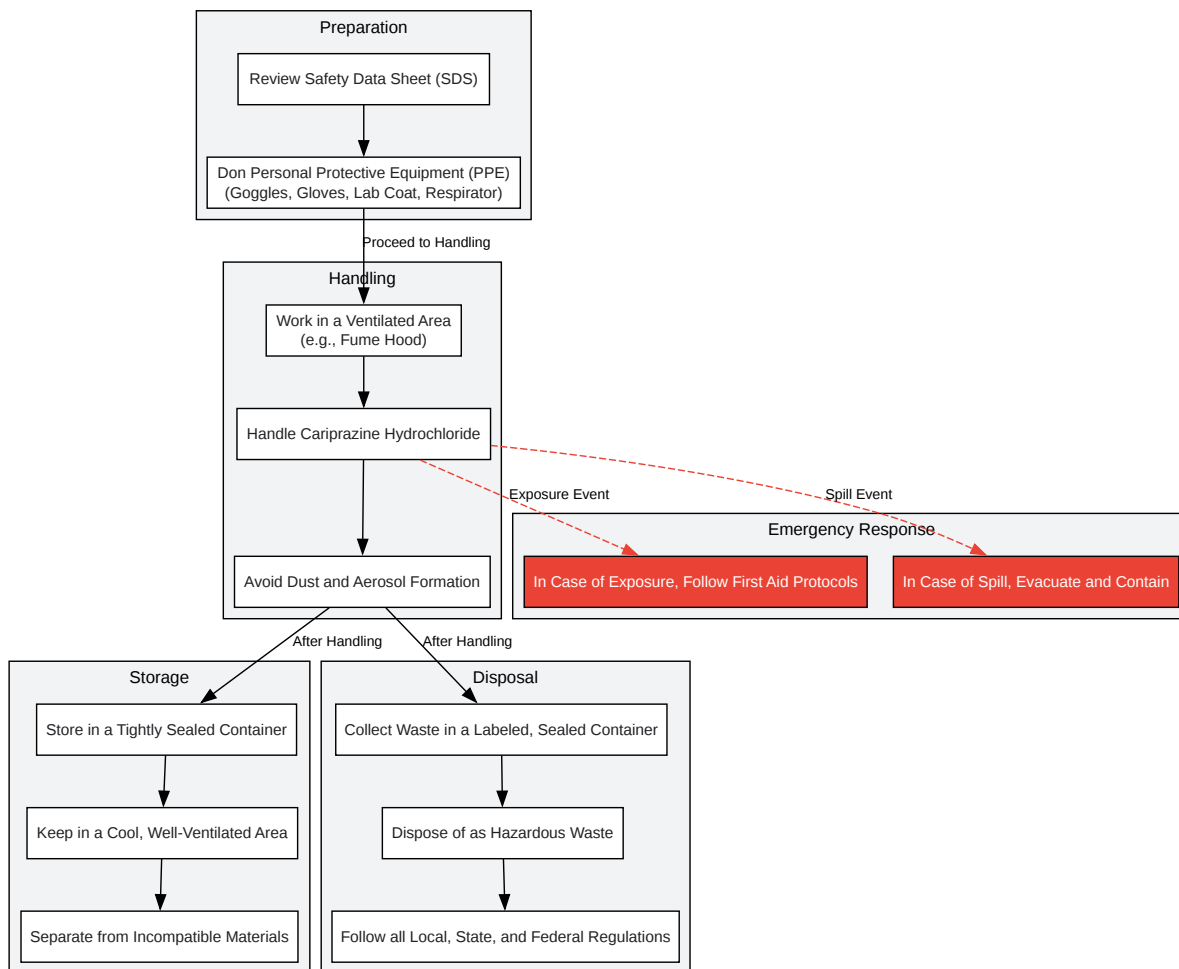 Preparation
Review Safety Data Sheet (SDS)
Don Personal Protective Equipment (PPE)
(Goggles, Gloves, Lab Coat, Respirator)
Proceed to Handling
Handling
Work in a Ventilated Area
(e.g., Fume Hood)
Handle Cariprazine Hydrochloride
Exposure Event
Spill Event
Emergency Response
In Case of Exposure, Follow First Aid Protocols
In Case of Spill, Evacuate and Contain
Avoid Dust and Aerosol Formation
After Handling
After Handling
Storage
Store in a Tightly Sealed Container
Keep in a Cool, Well-Ventilated Area
Separate from Incompatible Materials
Disposal
Collect Waste in a Labeled, Sealed Container
Dispose of as Hazardous Waste
Follow all Local, State, and Federal Regulations